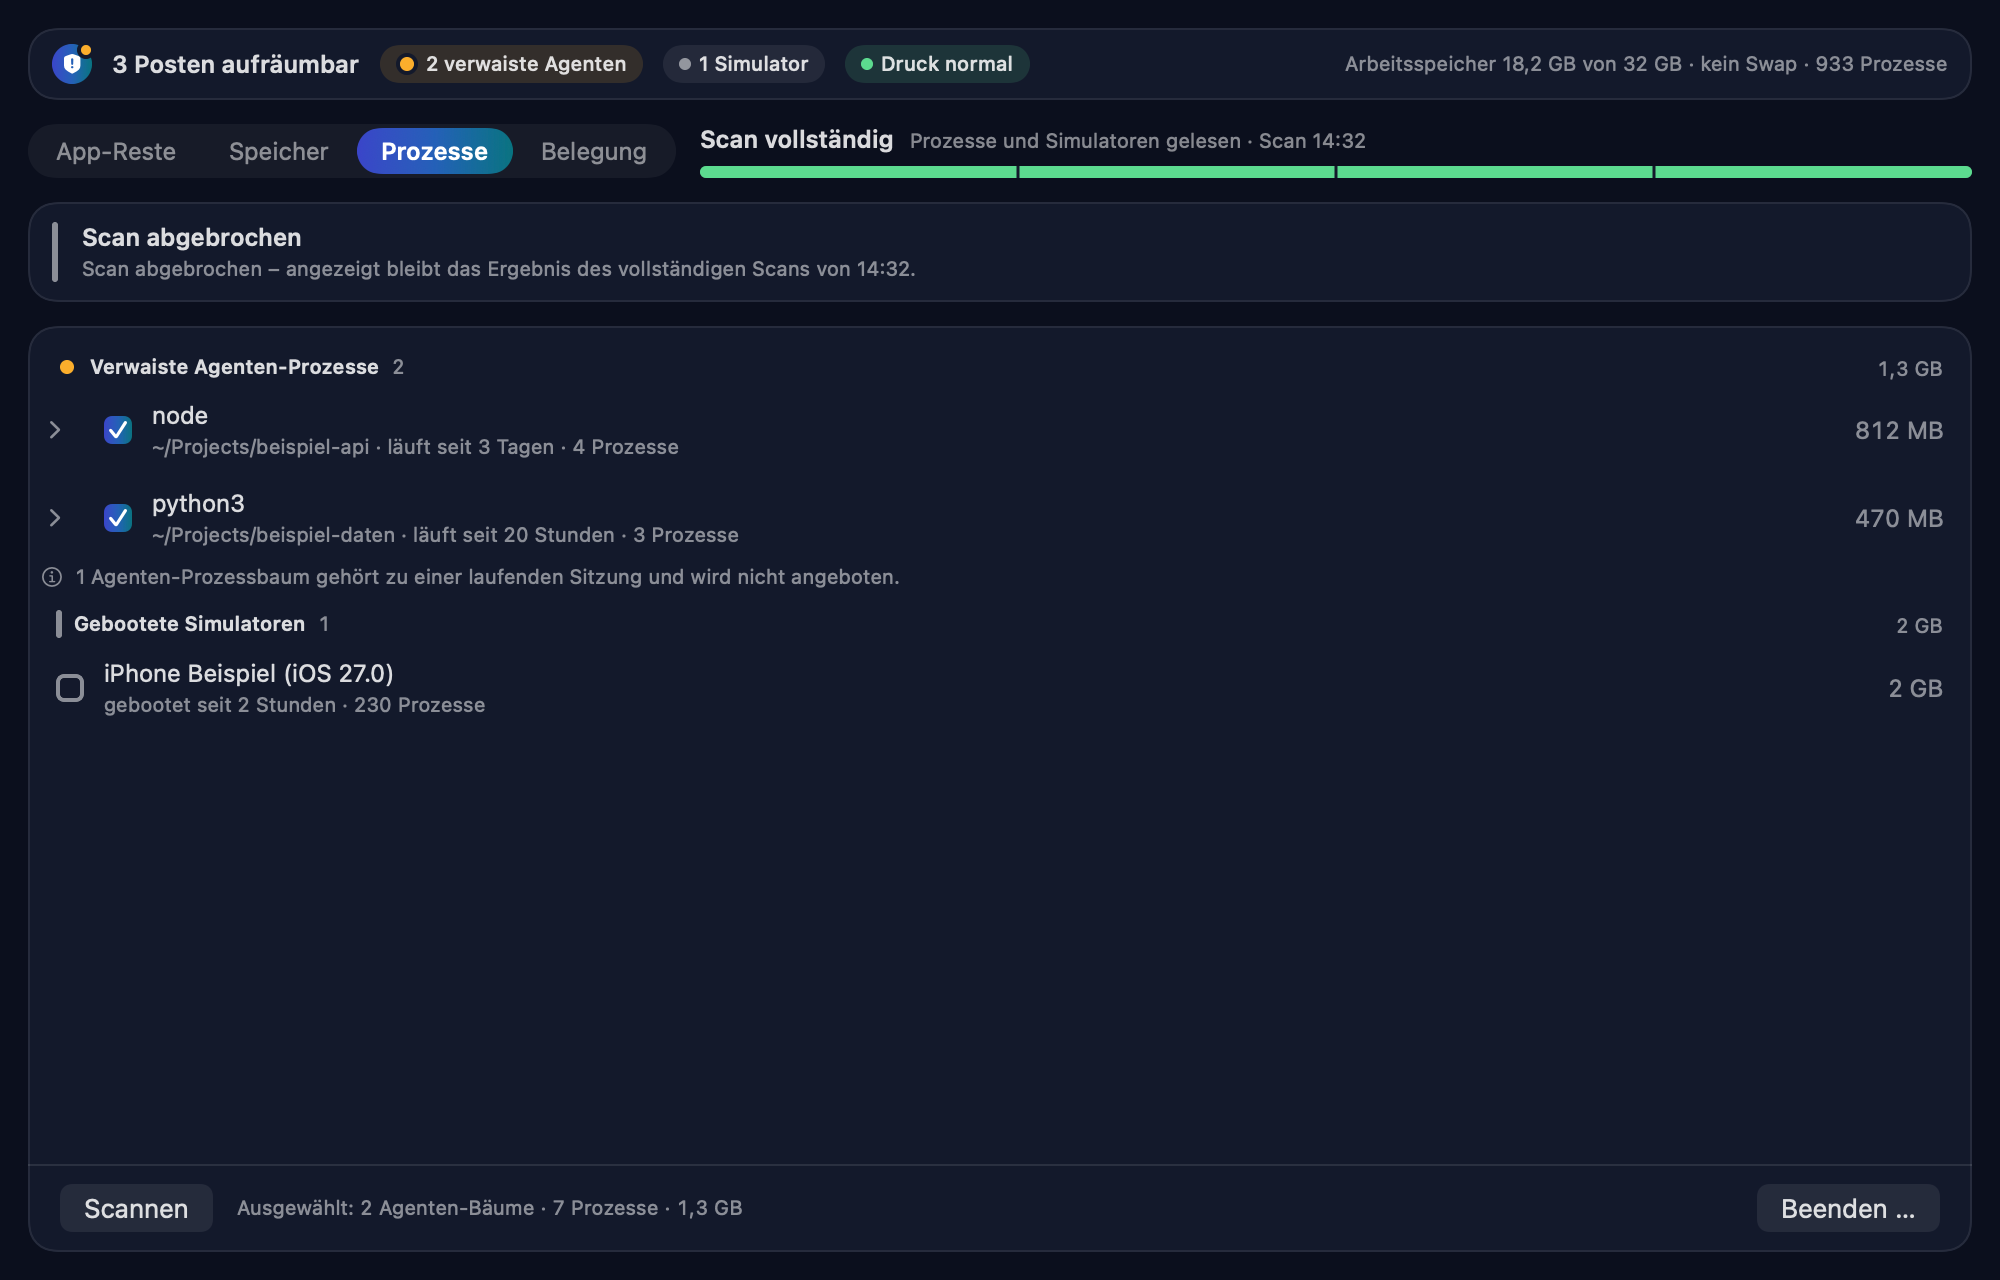 3 Posten aufräumbar
2 verwaiste Agenten
1 Simulator
Druck normal
Arbeitsspeicher 18,2 GB von 32 GB · kein Swap · 933 Prozesse
App-Reste
Speicher
Prozesse
Belegung
Scan vollständig
Prozesse und Simulatoren gelesen · Scan 14:32
Scan abgebrochen
Scan abgebrochen – angezeigt bleibt das Ergebnis des vollständigen Scans von 14:32.
Verwaiste Agenten-Prozesse 2
1,3 GB
node
~/Projects/beispiel-api · läuft seit 3 Tagen · 4 Prozesse
812 MB
python3
~/Projects/beispiel-daten · läuft seit 20 Stunden · 3 Prozesse
470 MB
1 Agenten-Prozessbaum gehört zu einer laufenden Sitzung und wird nicht angeboten.
Gebootete Simulatoren 1
2 GB
iPhone Beispiel (iOS 27.0)
gebootet seit 2 Stunden · 230 Prozesse
2 GB
Scannen
Ausgewählt: 2 Agenten-Bäume · 7 Prozesse · 1,3 GB
Beenden ...